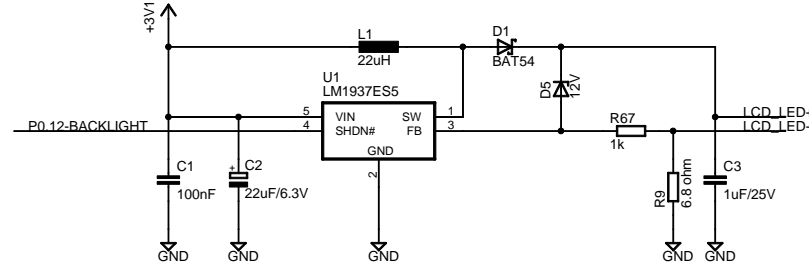 +3V1
L1
22uH
D1
BAT54
U1
LM1937ES5
D5
12V
5 VIN SW 1
4 SHDN# FB 3
GND
2
P0.12-BACKLIGHT
R67
1k
LCD_LED+
LCD_LED-
C1
100nF
C2
+
22uF/6.3V
R9
6.8 ohm
C3
1uF/25V
GND
GND
GND
GND
GND